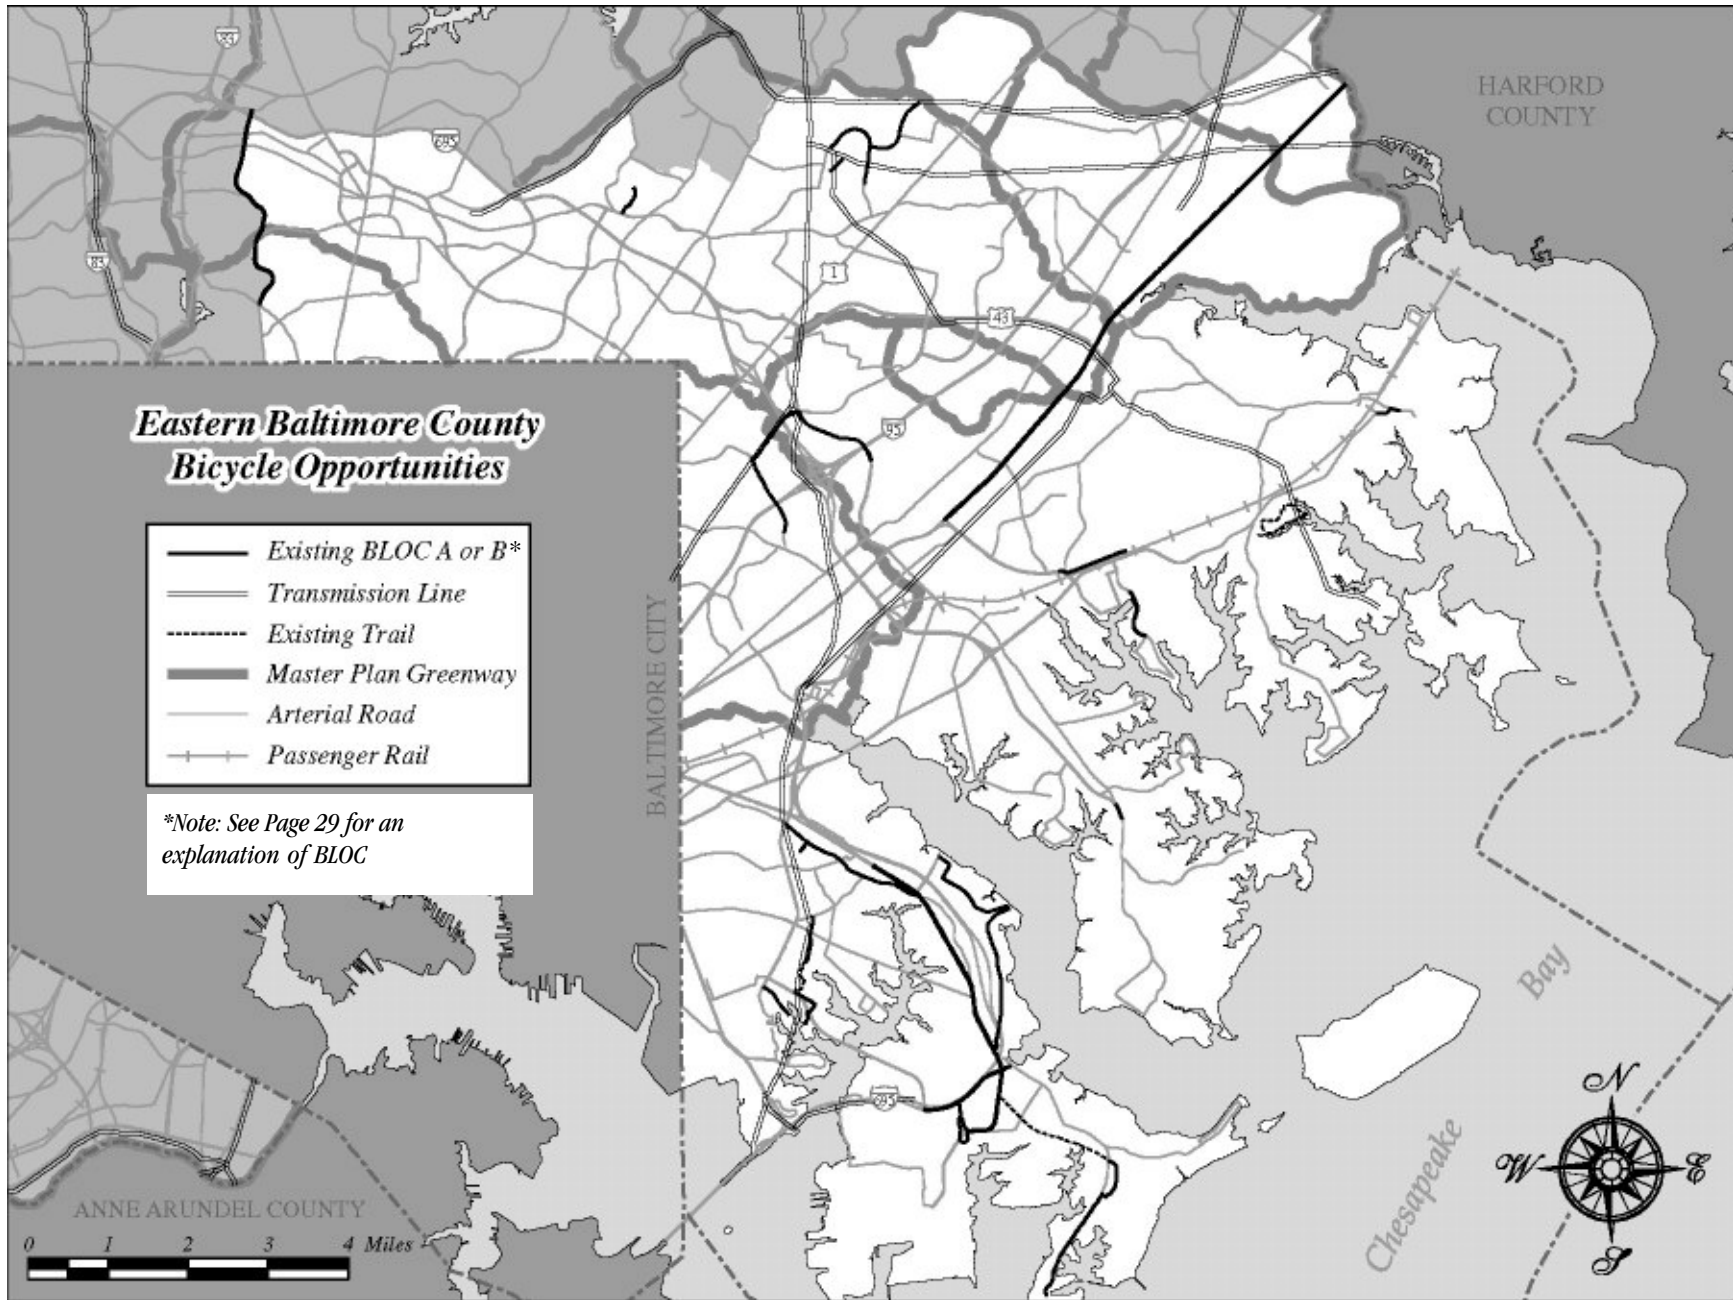 83
HARFORD
COUNTY
695
83
1
43
Eastern Baltimore County
Bicycle Opportunities
95
Existing BLOC A or B*
Transmission Line
Existing Trail
Master Plan Greenway
Arterial Road
Passenger Rail
BALTIMORE CITY
*Note: See Page 29 for an
explanation of BLOC
Chesapeake Bay
695
N
W E
S
ANNE ARUNDEL COUNTY
0 1 2 3 4 Miles